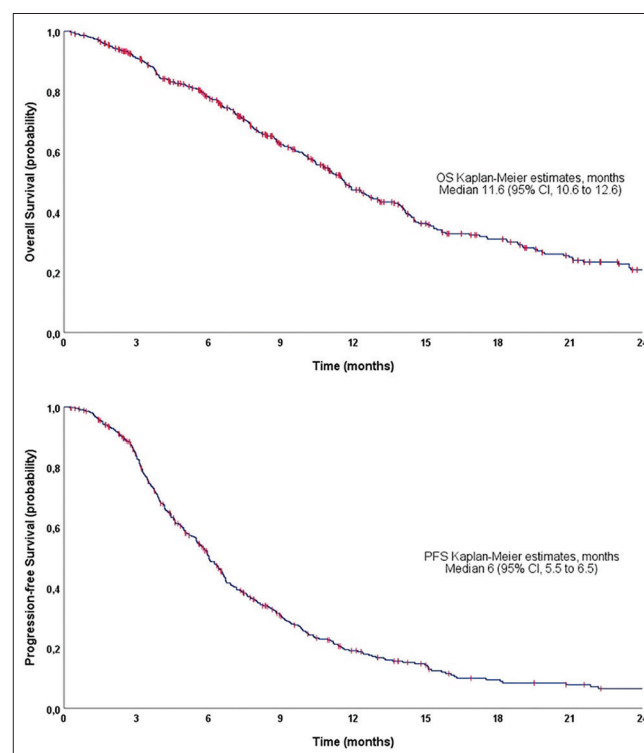 1,0
0,8
0,6
0,4
0,2
0,0
Overall Survival (probability)
OS Kaplan-Meier estimates, months
Median 11.6 (95% CI, 10.6 to 12.6)
0 3 6 9 12 15 18 21 24
Time (months)
1,0
0,8
0,6
0,4
0,2
0,0
Progression-free Survival (probability)
PFS Kaplan-Meier estimates, months
Median 6 (95% CI, 5.5 to 6.5)
0 3 6 9 12 15 18 21 24
Time (months)